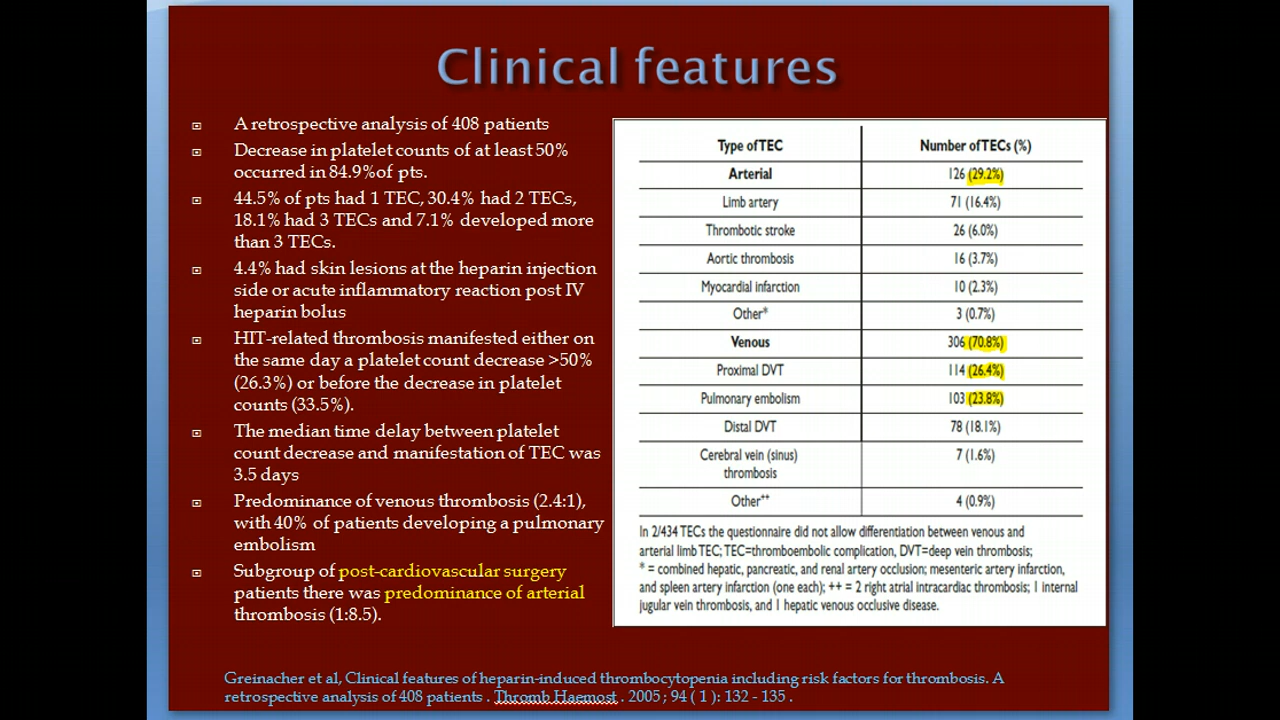 Clinical features
A retrospective analysis of 408 patients
Decrease in platelet counts of at least 50%
occurred in 84.9%of pts.
44.5% of pts had 1 TEC, 30.4% had 2 TECs,
18.1% had 3 TECs and 7.1% developed more
than 3 TECs.
4.4% had skin lesions at the heparin injection
side or acute inflammatory reaction post IV
heparin bolus
HIT-related thrombosis manifested either on
the same day a platelet count decrease >50%
(26.3%) or before the decrease in platelet
counts (33.5%).
The median time delay between platelet
count decrease and manifestation of TEC was
3.5 days
Predominance of venous thrombosis (2.4:1),
with 40% of patients developing a pulmonary
embolism
Subgroup of post-cardiovascular surgery
patients there was predominance of arterial
thrombosis (1:8.5).
Type of TEC Number of TECs (%)
Arterial 126 (29.2%)
Limb artery 71 (16.4%)
Thrombotic stroke 26 (6.0%)
Aortic thrombosis 16 (3.7%)
Myocardial infarction 10 (2.3%)
Other* 3 (0.7%)
Venous 306 (70.8%)
Proximal DVT 114 (26.4%)
Pulmonary embolism 103 (23.8%)
Distal DVT 78 (18.1%)
Cerebral vein (sinus) 7 (1.6%)
thrombosis
Other++ 4 (0.9%)
In 2/434 TECs the questionnaire did not allow differentiation between venous and
arterial limb TEC; TEC=thromboembolic complication, DVT=deep vein thrombosis;
* = combined hepatic, pancreatic, and renal artery occlusion; mesenteric artery infarction,
and spleen artery infarction (one each); ++ = 2 right atrial intracardiac thrombosis; 1 internal
jugular vein thrombosis, and 1 hepatic venous occlusive disease.
Greinacher et al, Clinical features of heparin-induced thrombocytopenia including risk factors for thrombosis. A
retrospective analysis of 408 patients . Thromb Haemost . 2005 ; 94 ( 1 ): 132 - 135 .